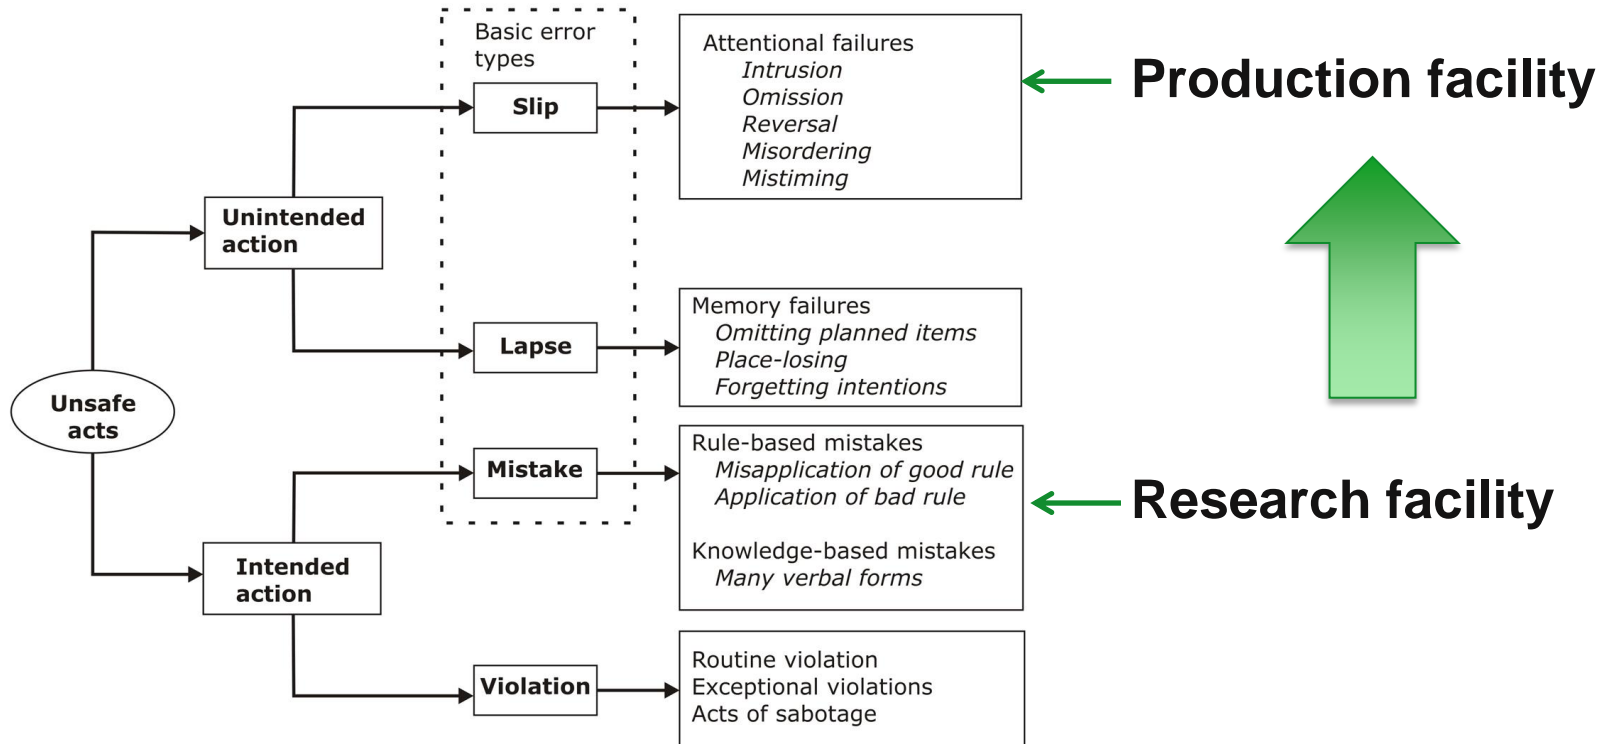 Basic error
types
Slip
Attentional failures
Intrusion
Omission
Reversal
Misordering
Mistiming
Production facility
Unintended
action
Lapse
Memory failures
Omitting planned items
Place-losing
Forgetting intentions
Unsafe
acts
Mistake
Rule-based mistakes
Misapplication of good rule
Application of bad rule
Knowledge-based mistakes
Many verbal forms
Research facility
Intended
action
Violation
Routine violation
Exceptional violations
Acts of sabotage